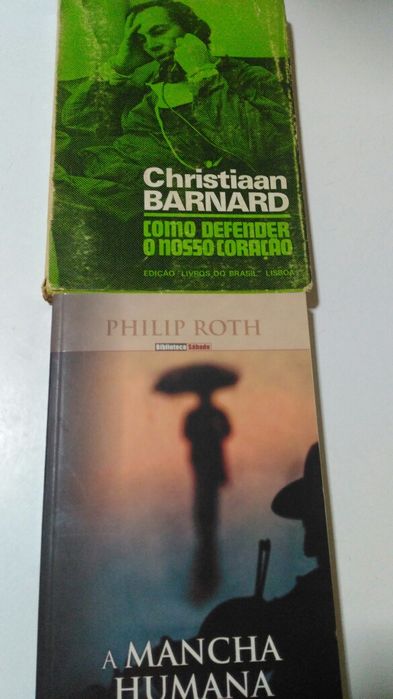 Christiaan
BARNARD
COMO DEFENDER
O NOSSO CORAÇÃO
EDIÇÃO "LIVROS DO BRASIL" LISBOA
PHILIP ROTH
Biblioteca Sábado
A MANCHA
HUMANA